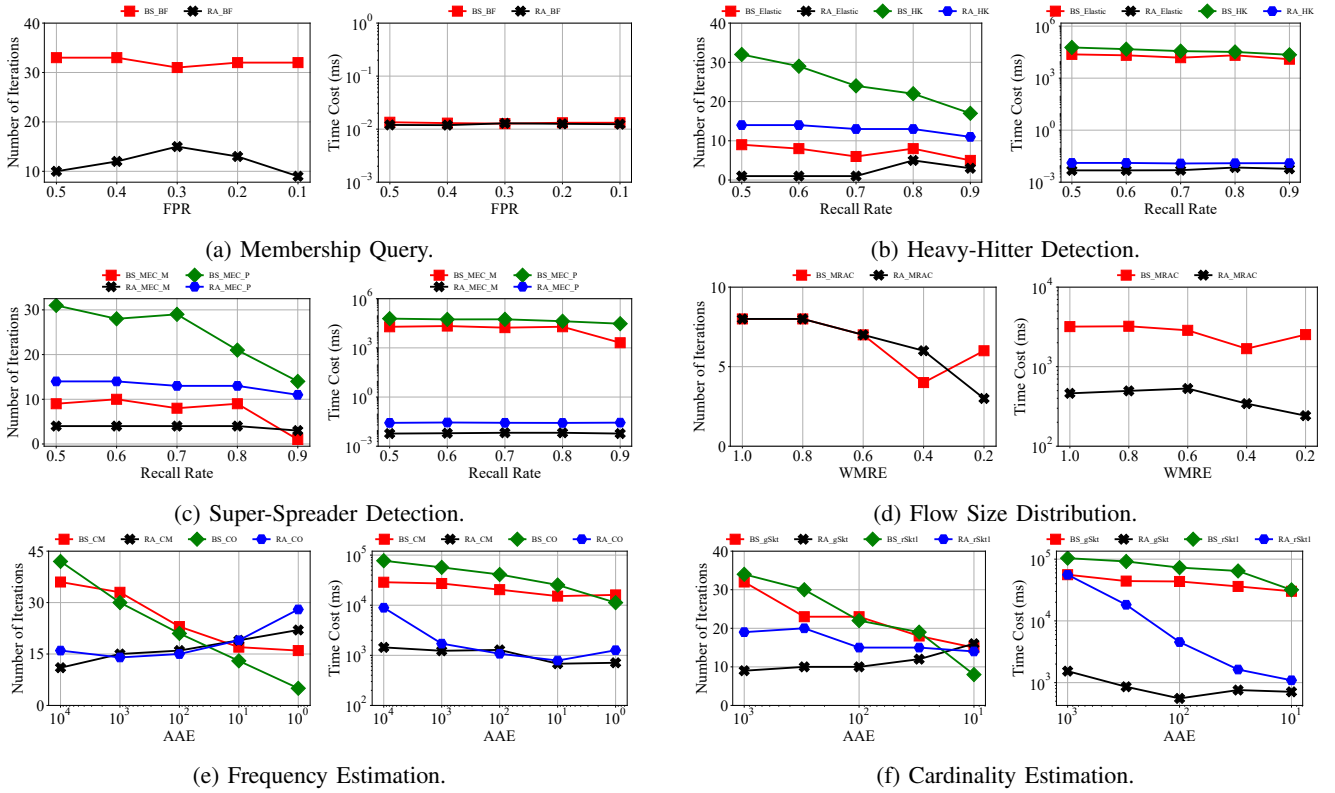 BS_BF RA_BF
Number of Iterations
40
30
20
10
0.5 0.4 0.3 0.2 0.1
FPR
BS_BF RA_BF
Time Cost (ms)
10^0
10^-1
10^-2
10^-3
0.5 0.4 0.3 0.2 0.1
FPR
(a) Membership Query.
BS_Elastic RA_Elastic BS_HK RA_HK
Number of Iterations
40
30
20
10
0
0.5 0.6 0.7 0.8 0.9
Recall Rate
BS_Elastic RA_Elastic BS_HK RA_HK
Time Cost (ms)
10^6
10^3
10^0
10^-3
0.5 0.6 0.7 0.8 0.9
Recall Rate
(b) Heavy-Hitter Detection.
BS_MEC_M BS_MEC_P
RA_MEC_M RA_MEC_P
Number of Iterations
30
20
10
0
0.5 0.6 0.7 0.8 0.9
Recall Rate
BS_MEC_M BS_MEC_P
RA_MEC_M RA_MEC_P
Time Cost (ms)
10^6
10^3
10^0
10^-3
0.5 0.6 0.7 0.8 0.9
Recall Rate
(c) Super-Spreader Detection.
BS_MRAC RA_MRAC
Number of Iterations
10
5
0
1.0 0.8 0.6 0.4 0.2
WMRE
BS_MRAC RA_MRAC
Time Cost (ms)
10^4
10^3
10^2
1.0 0.8 0.6 0.4 0.2
WMRE
(d) Flow Size Distribution.
BS_CM RA_CM BS_CO RA_CO
Number of Iterations
45
30
15
0
10^4 10^3 10^2 10^1 10^0
AAE
BS_CM RA_CM BS_CO RA_CO
Time Cost (ms)
10^5
10^4
10^3
10^2
10^4 10^3 10^2 10^1 10^0
AAE
(e) Frequency Estimation.
BS_gSkt RA_gSkt BS_rSkt1 RA_rSkt1
Number of Iterations
40
30
20
10
0
10^3 10^2 10^1
AAE
BS_gSkt RA_gSkt BS_rSkt1 RA_rSkt1
Time Cost (ms)
10^5
10^4
10^3
10^3 10^2 10^1
AAE
(f) Cardinality Estimation.